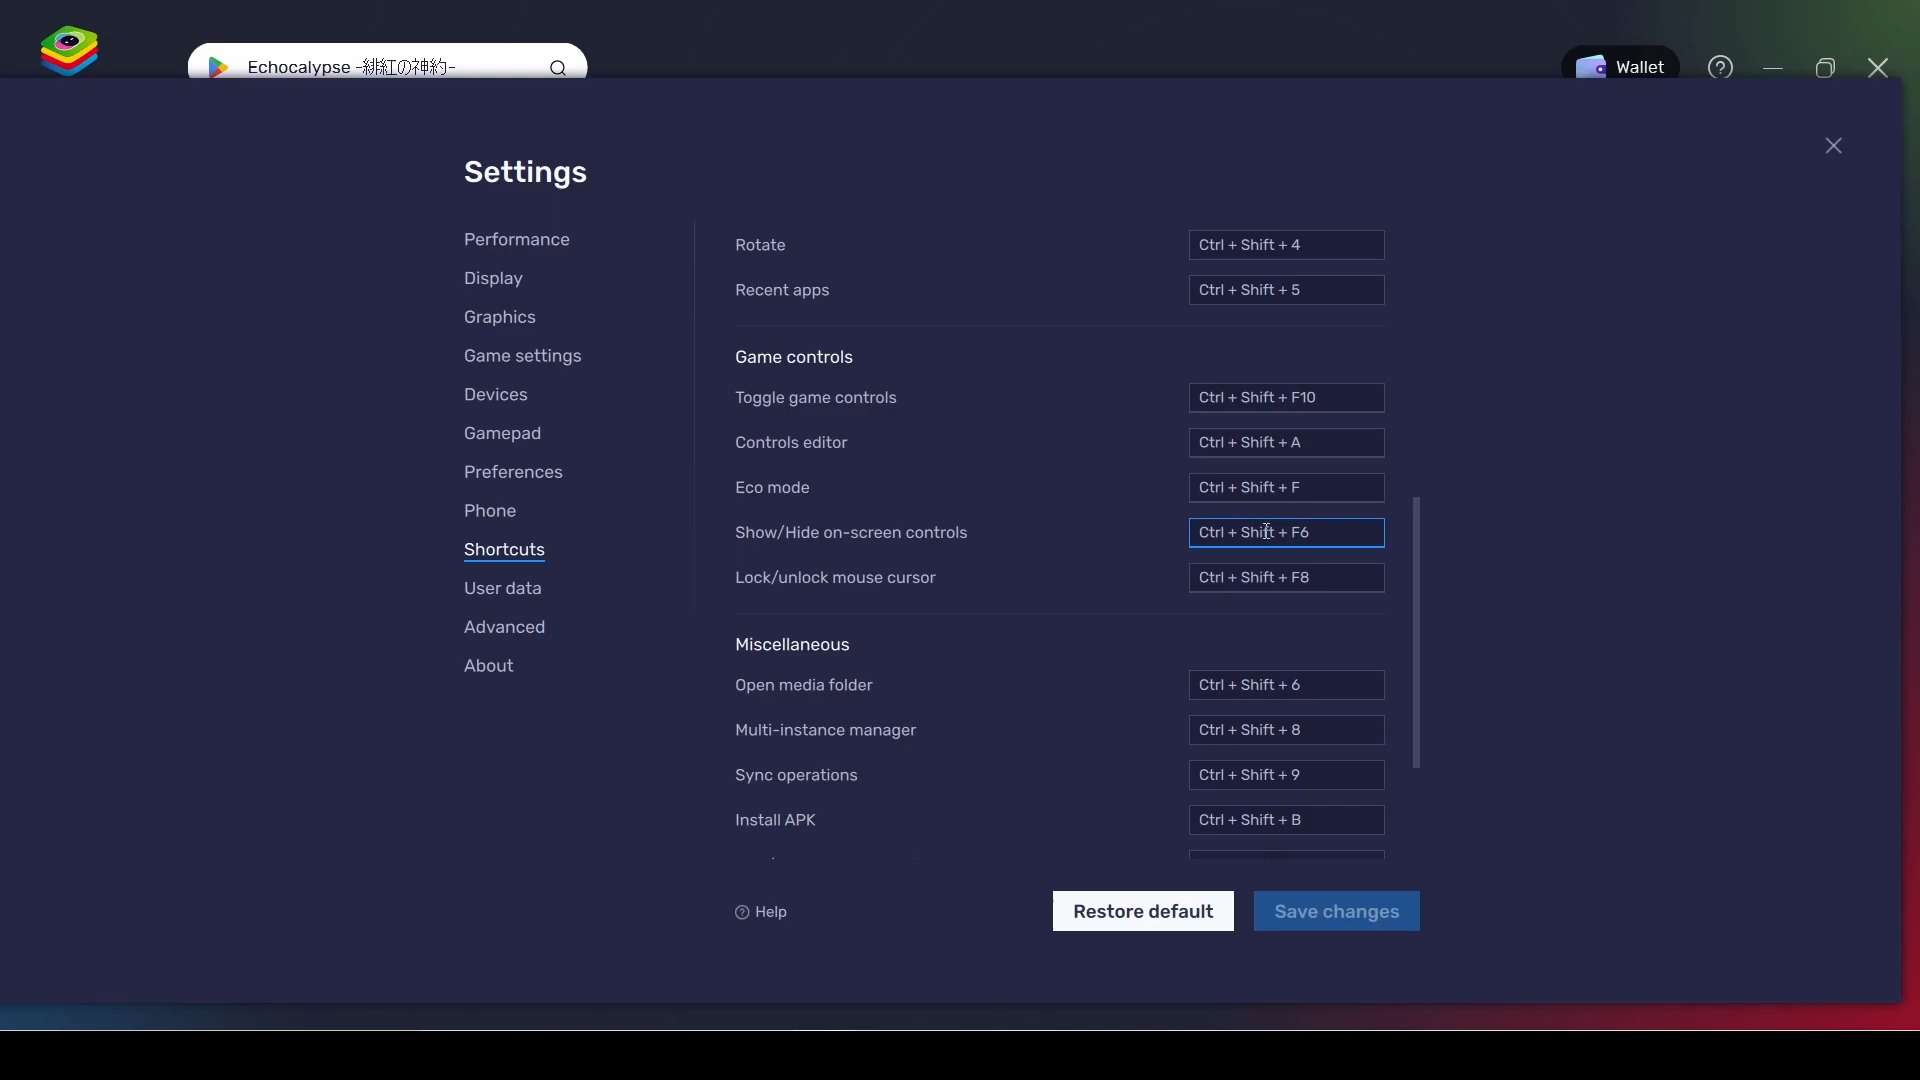 Echocalypse -緋紅の神約-
Wallet
Settings
Performance
Display
Graphics
Game settings
Devices
Gamepad
Preferences
Phone
Shortcuts
User data
Advanced
About
Rotate Ctrl + Shift + 4
Recent apps Ctrl + Shift + 5
Game controls
Toggle game controls Ctrl + Shift + F10
Controls editor Ctrl + Shift + A
Eco mode Ctrl + Shift + F
Show/Hide on-screen controls Ctrl + Shift + F6
Lock/unlock mouse cursor Ctrl + Shift + F8
Miscellaneous
Open media folder Ctrl + Shift + 6
Multi-instance manager Ctrl + Shift + 8
Sync operations Ctrl + Shift + 9
Install APK Ctrl + Shift + B
Help
Restore default
Save changes